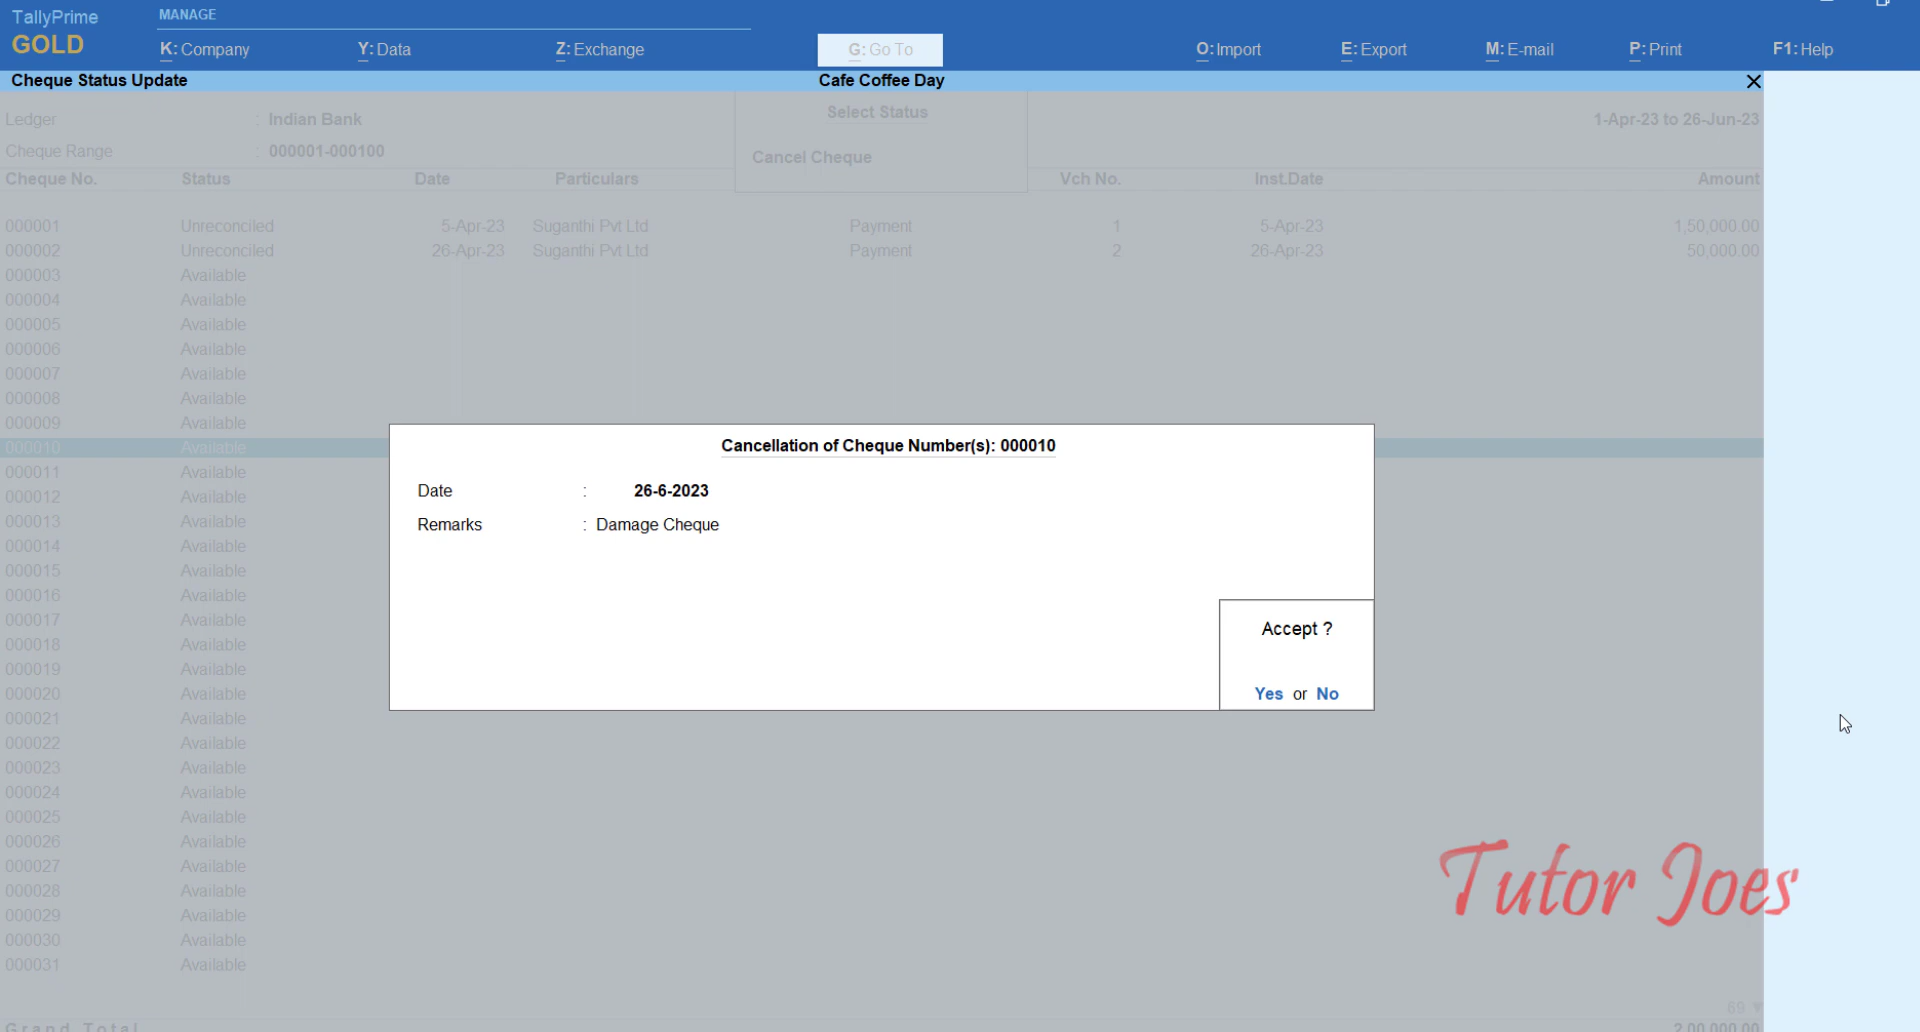 TallyPrime
GOLD
MANAGE
K: Company Y: Data Z: Exchange G: Go To O: Import E: Export M: E-mail P: Print F1: Help
Cheque Status Update Cafe Coffee Day
Select Status
Ledger : Indian Bank 1-Apr-23 to 26-Jun-23
Cheque Range : 000001-000100
Cancel Cheque
Cheque No. Status Date Particulars Vch No. Inst.Date Amount
000001 Unreconciled 5-Apr-23 Suganthi Pvt Ltd Payment 1 5-Apr-23 1,50,000.00
000002 Unreconciled 26-Apr-23 Suganthi Pvt Ltd Payment 2 26-Apr-23 50,000.00
000003 Available
000004 Available
000005 Available
000006 Available
000007 Available
000008 Available
000009 Available
000010 Available
Cancellation of Cheque Number(s): 000010
000011 Available
Date : 26-6-2023
000012 Available
000013 Available
Remarks : Damage Cheque
000014 Available
000015 Available
000016 Available
000017 Available
Accept ?
000018 Available
000019 Available
000020 Available
Yes or No
000021 Available
000022 Available
000023 Available
000024 Available
000025 Available
000026 Available
000027 Available
000028 Available
Tutor Joes
000029 Available
000030 Available
000031 Available
69
Grand Total 2,00,000.00